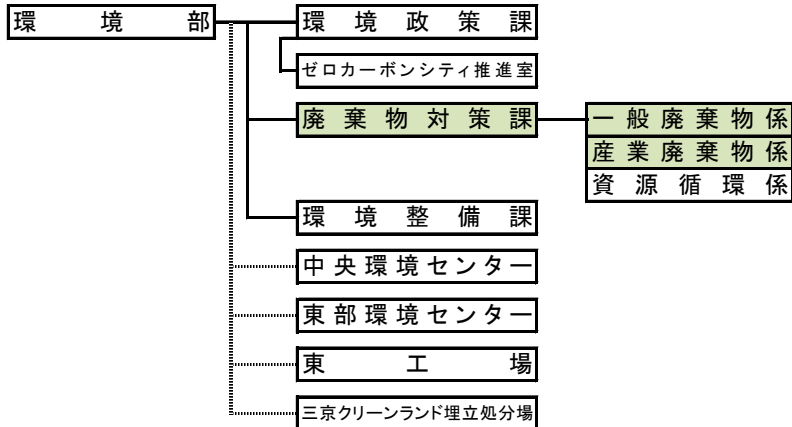 環境部
環境政策課
ゼロカーボンシティ推進室
廃棄物対策課
一般廃棄物係
産業廃棄物係
資源循環係
環境整備課
中央環境センター
東部環境センター
東工場
三京クリーンランド埋立処分場